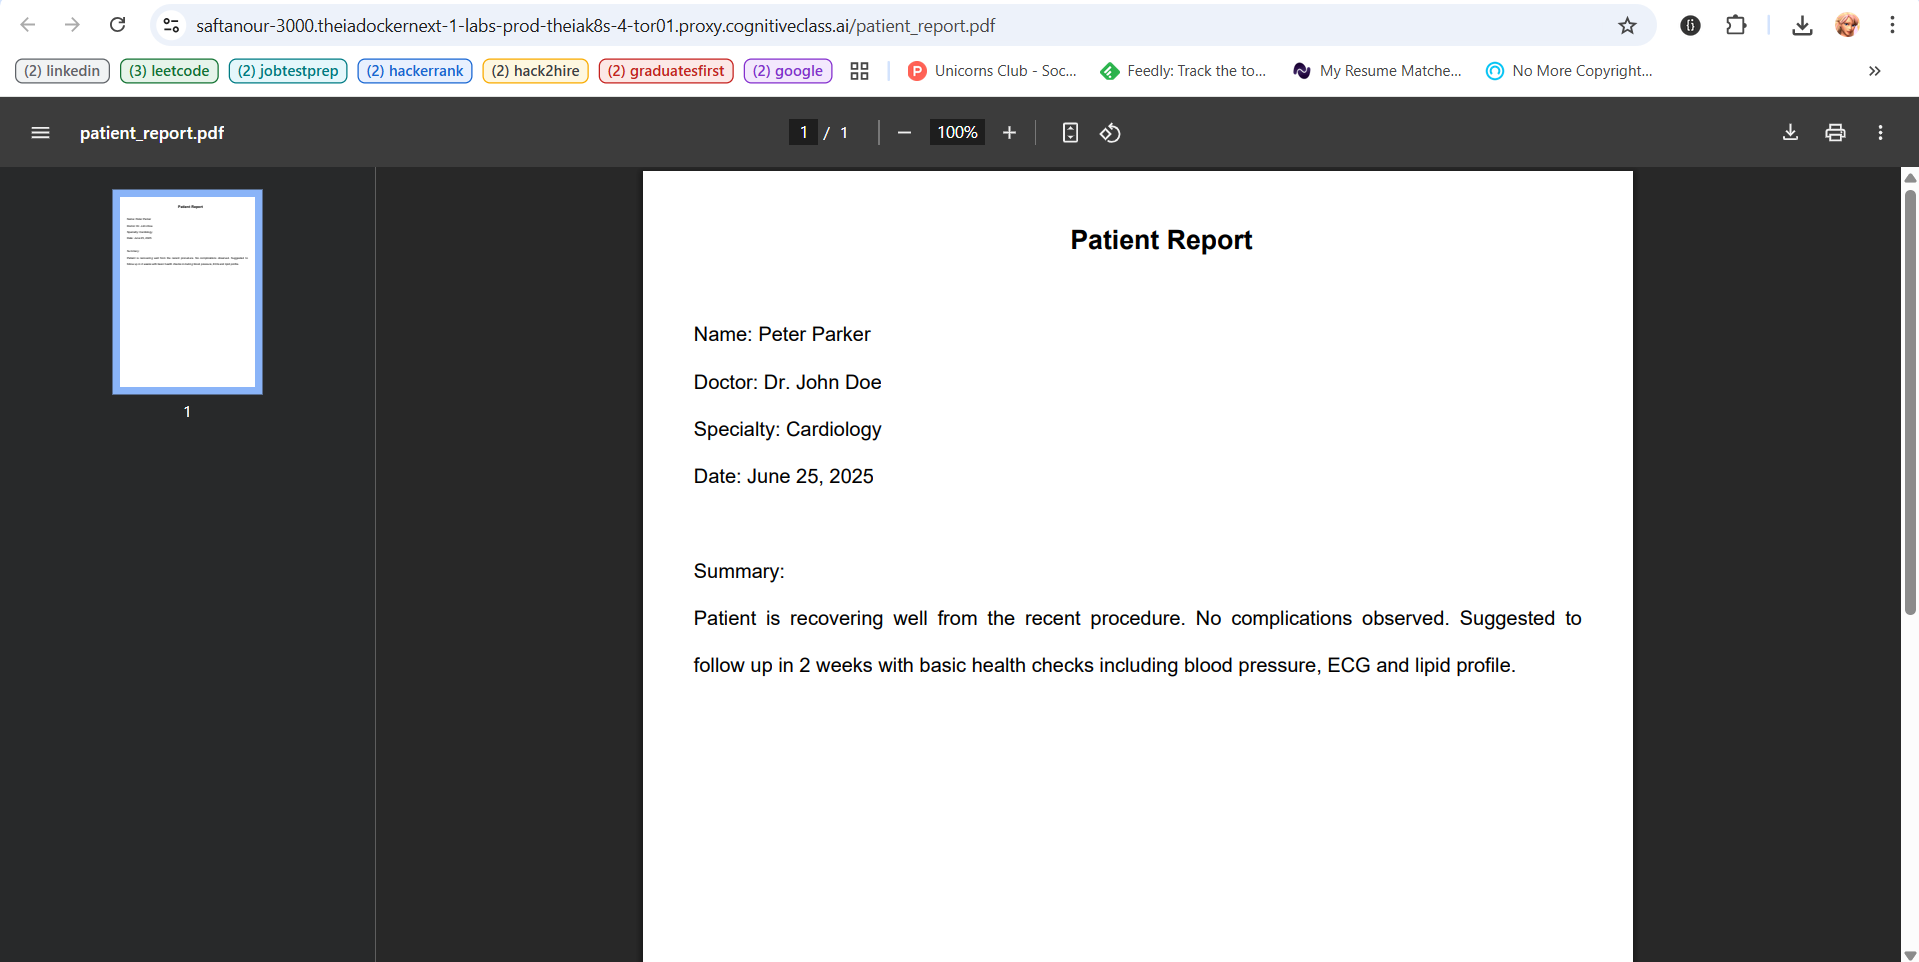 saftanour-3000.theiadockernext-1-labs-prod-theiak8s-4-tor01.proxy.cognitiveclass.ai/patient_report.pdf
(2) linkedin (3) leetcode (2) jobtestprep (2) hackerrank (2) hack2hire (2) graduatesfirst (2) google Unicorns Club - Soc... Feedly: Track the to... My Resume Matche... No More Copyright...
patient_report.pdf 1 / 1 100%
Patient Report
Name: Peter Parker
Doctor: Dr. John Doe
Specialty: Cardiology
Date: June 25, 2025
Summary:
Patient is recovering well from the recent procedure. No complications observed. Suggested to
follow up in 2 weeks with basic health checks including blood pressure, ECG and lipid profile.
1